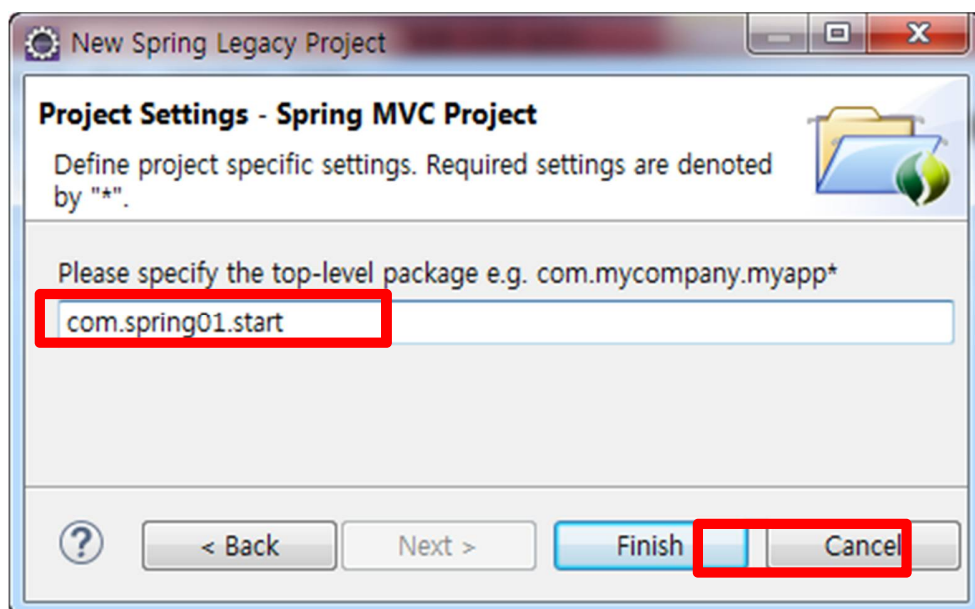 New Spring Legacy Project
Project Settings - Spring MVC Project
Define project specific settings. Required settings are denoted
by "*".
Please specify the top-level package e.g. com.mycompany.myapp*
com.spring01.start
?
< Back
Next >
Finish
Cancel